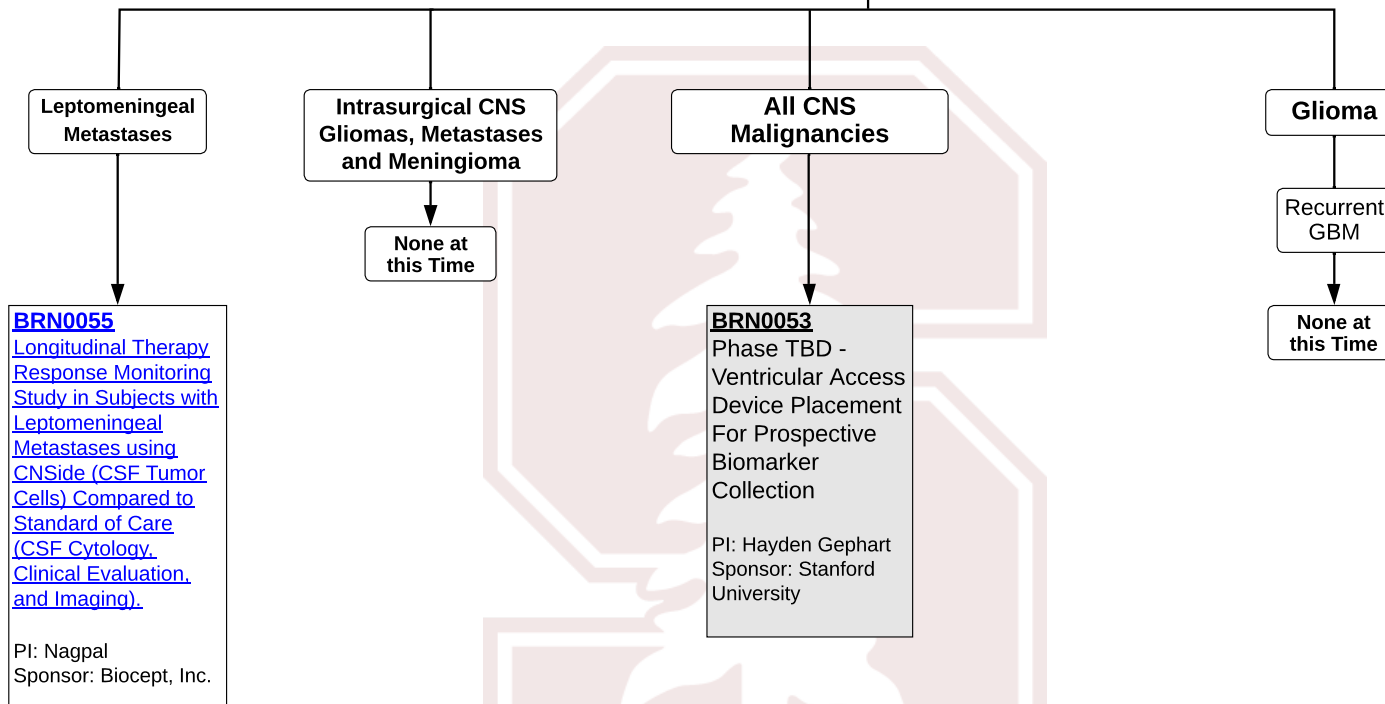 Leptomeningeal
Metastases
Intrasurgical CNS
Gliomas, Metastases
and Meningioma
None at
this Time
All CNS
Malignancies
Glioma
Recurrent
GBM
None at
this Time
BRN0055
Longitudinal Therapy
Response Monitoring
Study in Subjects with
Leptomeningeal
Metastases using
CNSide (CSF Tumor
Cells) Compared to
Standard of Care
(CSF Cytology,
Clinical Evaluation,
and Imaging).
PI: Nagpal
Sponsor: Biocept, Inc.
BRN0053
Phase TBD -
Ventricular Access
Device Placement
For Prospective
Biomarker
Collection
PI: Hayden Gephart
Sponsor: Stanford
University